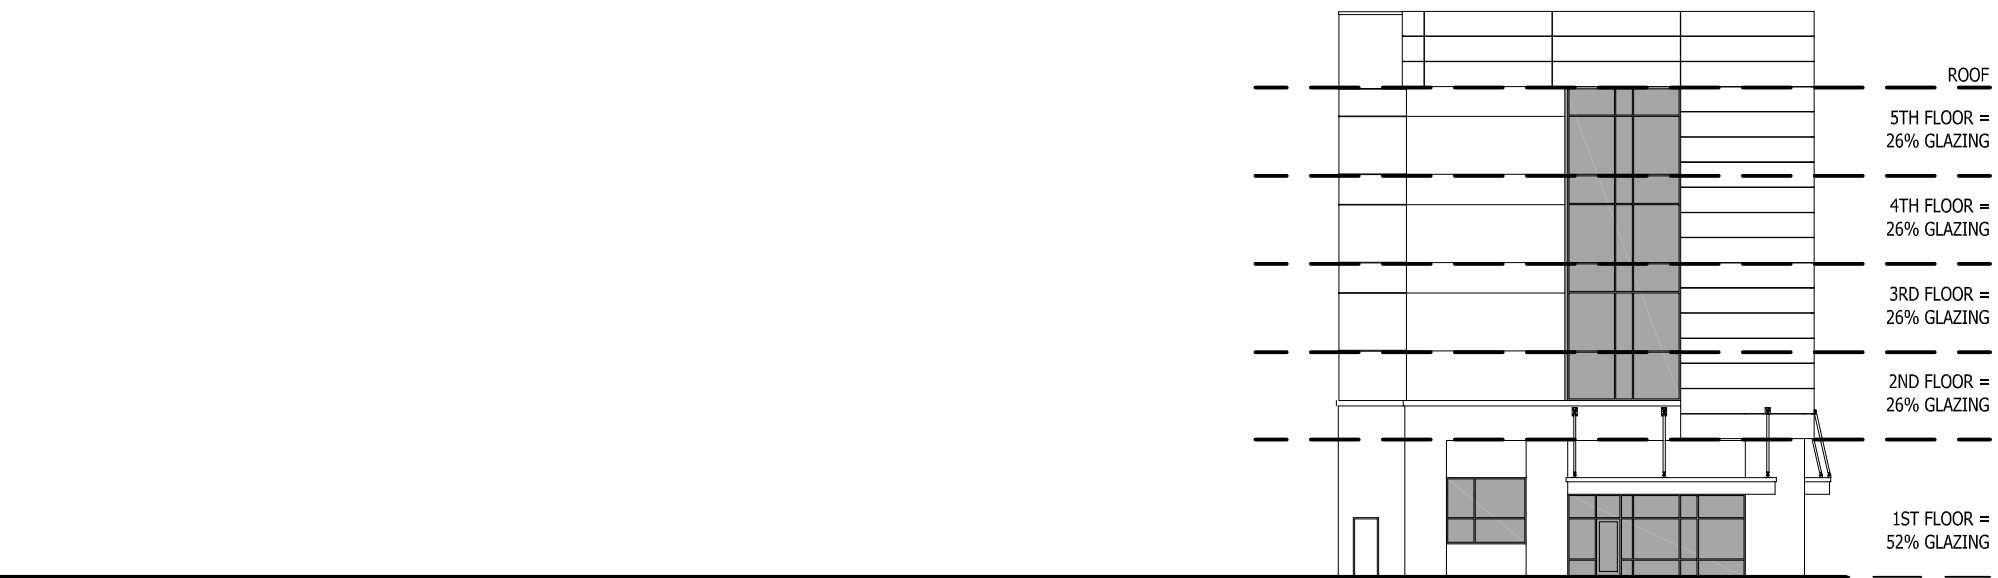 ROOF
5TH FLOOR =
26% GLAZING
4TH FLOOR =
26% GLAZING
3RD FLOOR =
26% GLAZING
2ND FLOOR =
26% GLAZING
1ST FLOOR =
52% GLAZING